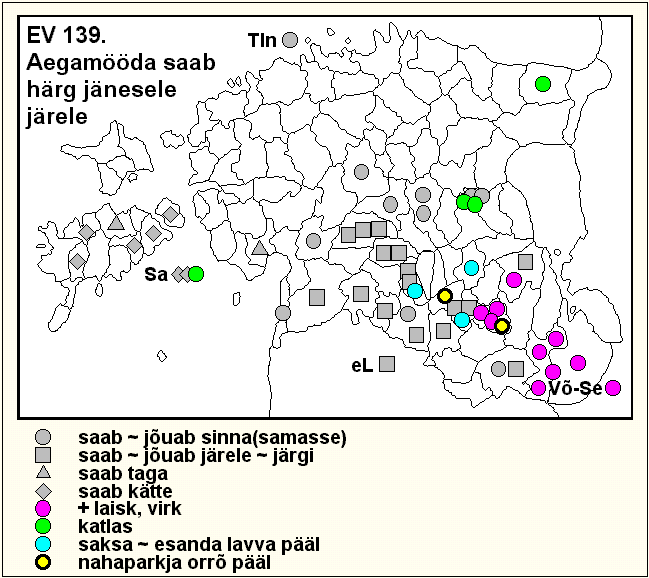 EV 139.
Aegamööda saab
härg jänesele
järele
Tln
Sa
eL
Võ-Se
saab ~ jõuab sinna(samasse)
saab ~ jõuab järele ~ järgi
saab taga
saab kätte
+ laisk, virk
katlas
saksa ~ esanda lavva pääl
nahaparkja orrõ pääl